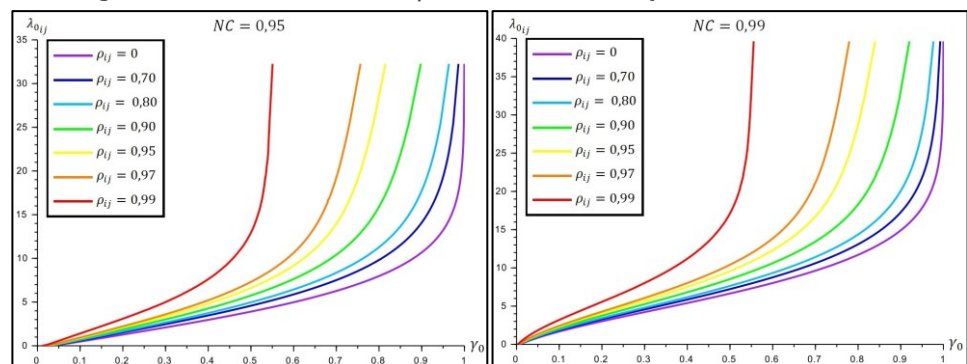 λ₀ᵢⱼ
NC = 0,95
35
30
25
20
15
10
5
0
ρᵢⱼ = 0
ρᵢⱼ = 0,70
ρᵢⱼ = 0,80
ρᵢⱼ = 0,90
ρᵢⱼ = 0,95
ρᵢⱼ = 0,97
ρᵢⱼ = 0,99
0 0.1 0.2 0.3 0.4 0.5 0.6 0.7 0.8 0.9 1 γ₀
λ₀ᵢⱼ
NC = 0,99
40
35
30
25
20
15
10
5
0
ρᵢⱼ = 0
ρᵢⱼ = 0,70
ρᵢⱼ = 0,80
ρᵢⱼ = 0,90
ρᵢⱼ = 0,95
ρᵢⱼ = 0,97
ρᵢⱼ = 0,99
0 0.1 0.2 0.3 0.4 0.5 0.6 0.7 0.8 0.9 1 γ₀